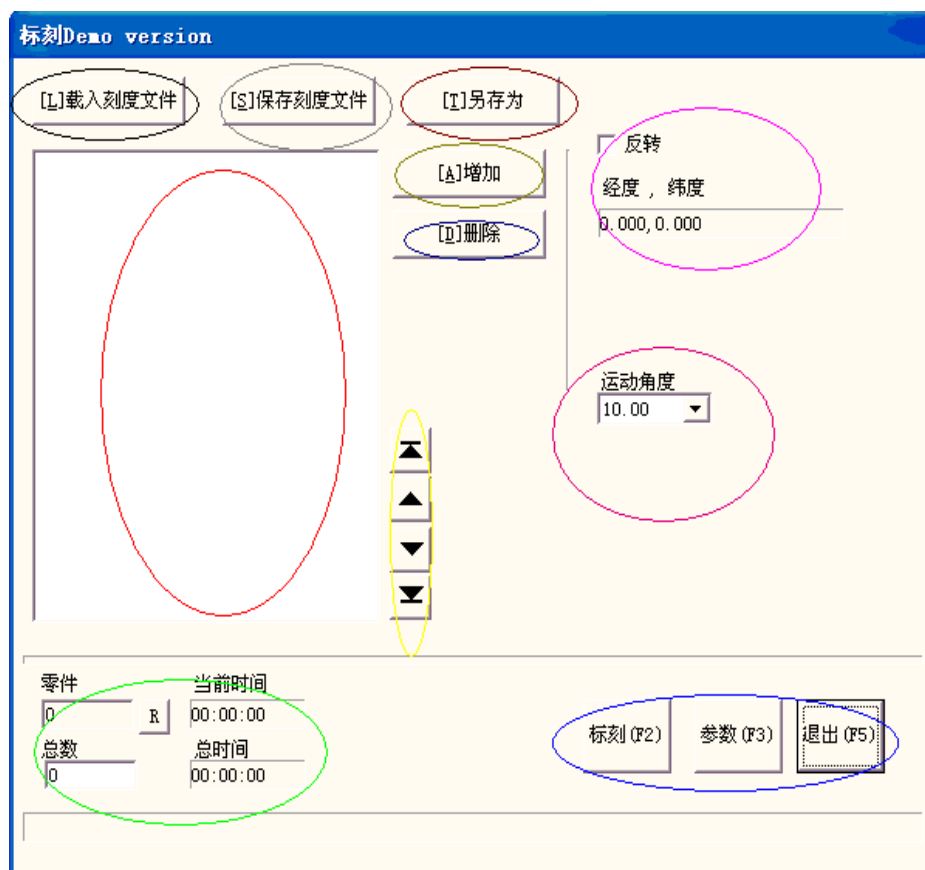 标刻Demo version
[L]载入刻度文件 [S]保存刻度文件 [T]另存为
[A]增加
[D]删除
反转
经度 , 纬度
0.000,0.000
运动角度
10.00
零件 当前时间
0 R 00:00:00
总数 总时间
0 00:00:00
标刻(F2) 参数(F3) 退出(F5)